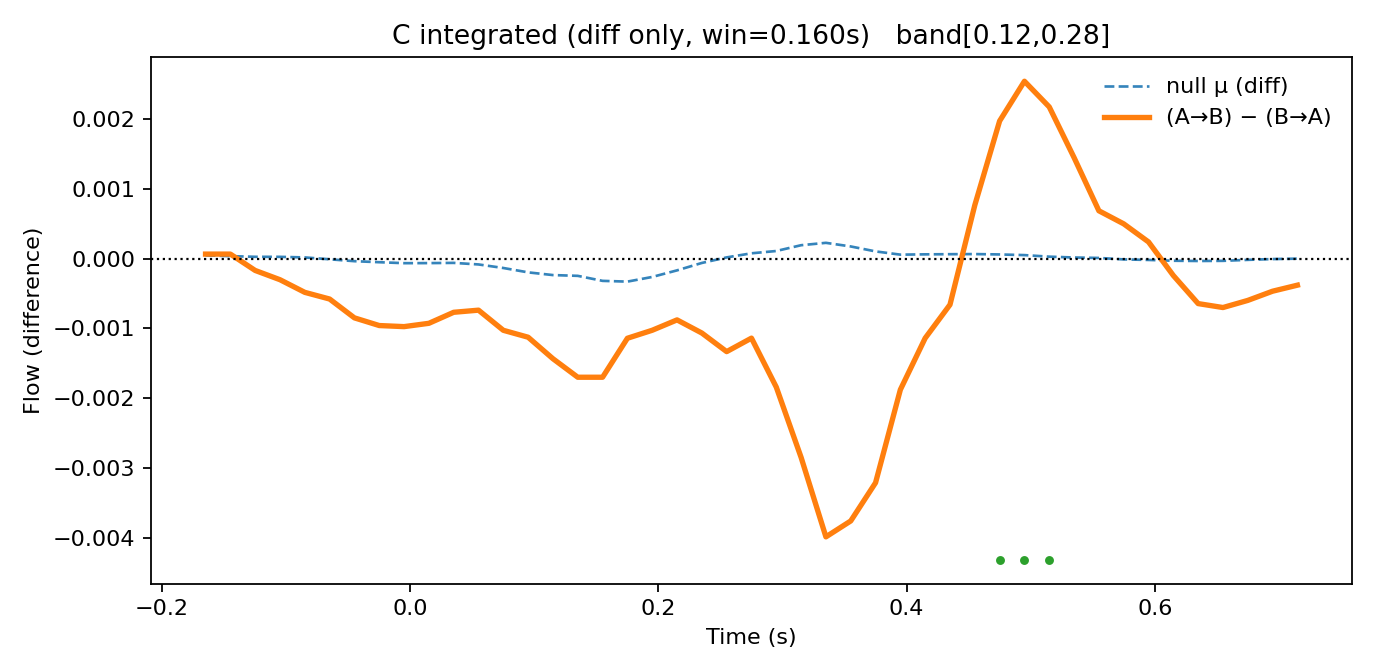 C integrated (diff only, win=0.160s)   band[0.12,0.28]
null μ (diff)
(A→B) − (B→A)
Flow (difference)
0.002
0.001
0.000
−0.001
−0.002
−0.003
−0.004
−0.2
0.0
0.2
0.4
0.6
Time (s)